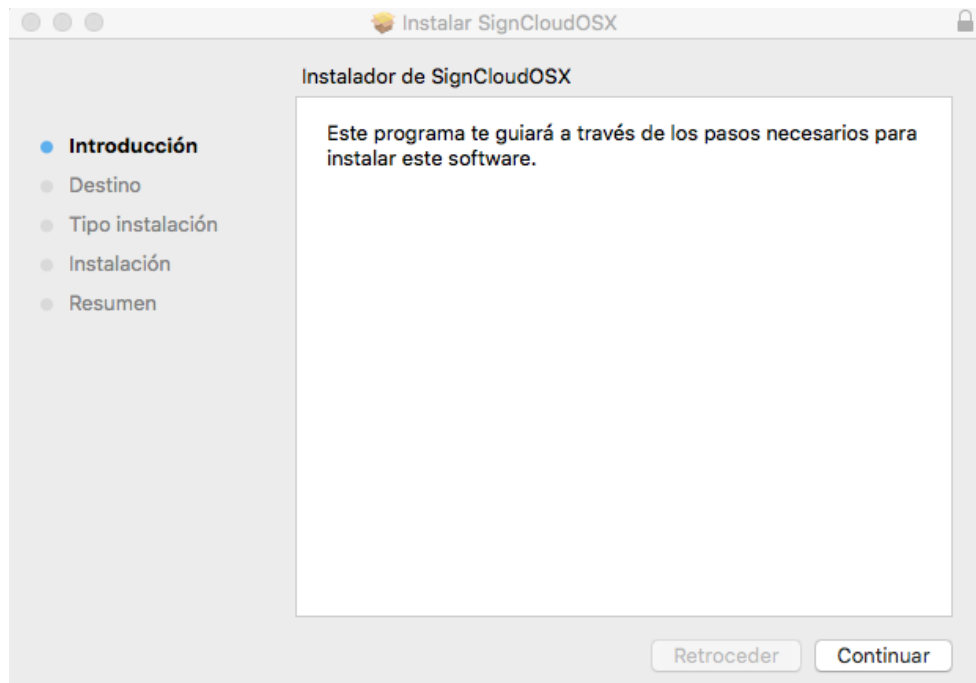 Instalar SignCloudOSX
Instalador de SignCloudOSX
Introducción
Destino
Tipo instalación
Instalación
Resumen
Este programa te guiará a través de los pasos necesarios para
instalar este software.
Retroceder
Continuar